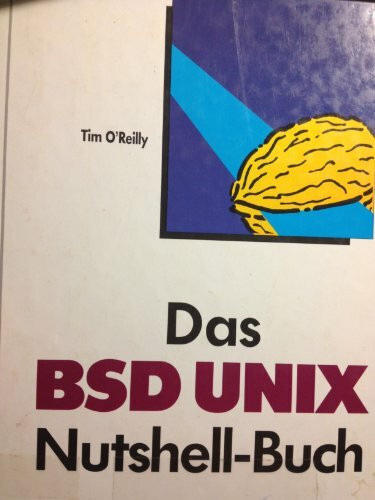 Tim O'Reilly
Das
BSD UNIX
Nutshell-Buch